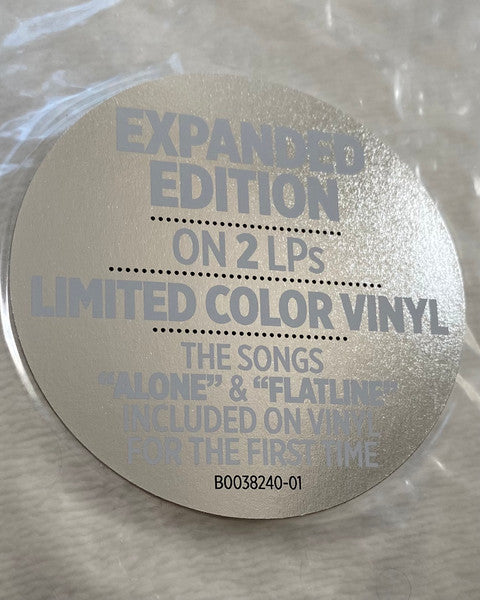 EXPANDED
EDITION
ON 2 LPs
LIMITED COLOR VINYL
THE SONGS
“ALONE” & “FLATLINE”
INCLUDED ON VINYL
FOR THE FIRST TIME
B0038240-01